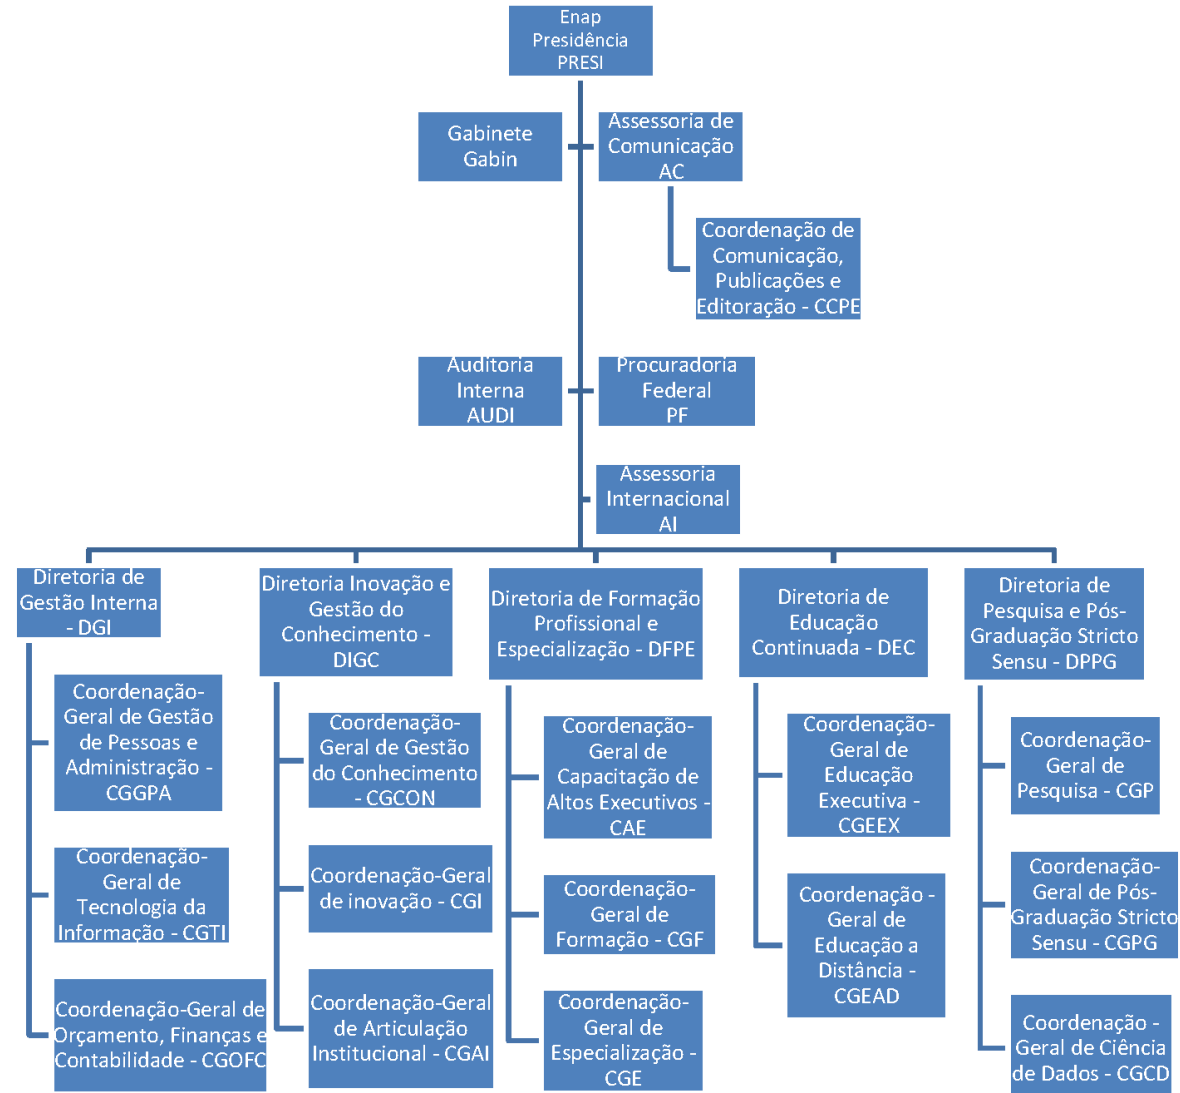 Enap
Presidência
PRESI
Gabinete
Gabin
Assessoria de
Comunicação
AC
Coordenação de
Comunicação,
Publicações e
Editoração - CCPE
Auditoria
Interna
AUDI
Procuradoria
Federal
PF
Assessoria
Internacional
AI
Diretoria de
Gestão Interna
- DGI
Coordenação-
Geral de Gestão
de Pessoas e
Administração -
CGGPA
Coordenação-
Geral de
Tecnologia da
Informação - CGTI
Coordenação-Geral de
Orçamento, Finanças e
Contabilidade - CGOFC
Diretoria Inovação e
Gestão do
Conhecimento -
DIGC
Coordenação-
Geral de Gestão
do Conhecimento
- CGCON
Coordenação-Geral
de inovação - CGI
Coordenação-Geral
de Articulação
Institucional - CGAI
Diretoria de Formação
Profissional e
Especialização - DFPE
Coordenação-
Geral de
Capacitação de
Altos Executivos -
CAE
Coordenação-
Geral de
Formação - CGF
Coordenação-
Geral de
Especialização -
CGE
Diretoria de
Educação
Continuada - DEC
Coordenação-
Geral de
Educação
Executiva -
CGEEX
Coordenação -
Geral de
Educação a
Distância -
CGEAD
Diretoria de
Pesquisa e Pós-
Graduação Stricto
Sensu - DPPG
Coordenação-
Geral de
Pesquisa - CGP
Coordenação-
Geral de Pós-
Graduação Stricto
Sensu - CGPG
Coordenação -
Geral de Ciência
de Dados - CGCD